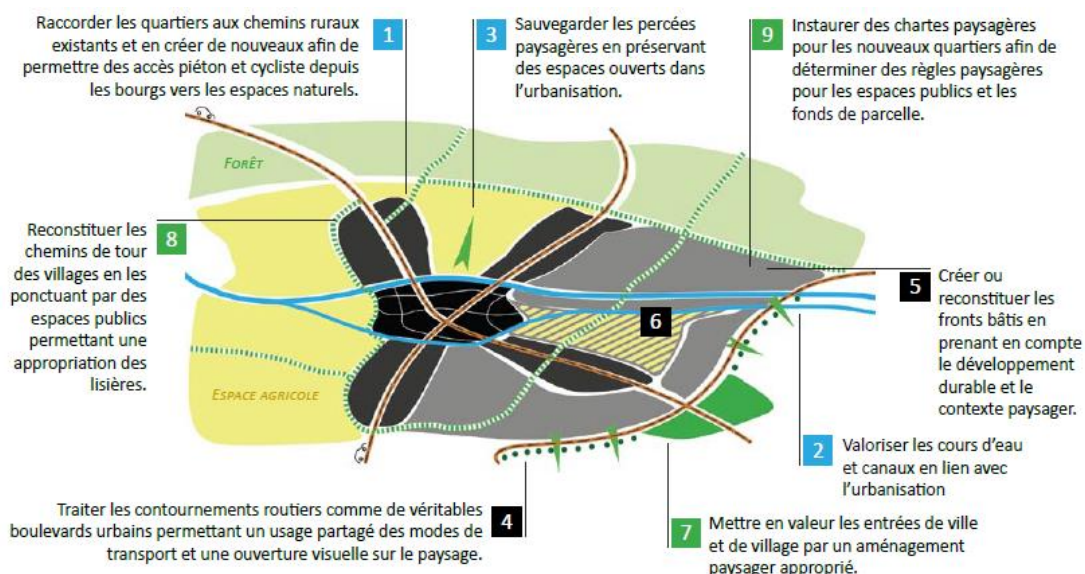 Raccorder les quartiers aux chemins ruraux
existants et en créer de nouveaux afin de
permettre des accès piéton et cycliste depuis
les bourgs vers les espaces naturels.
1
3
Sauvegarder les percées
paysagères en préservant
des espaces ouverts dans
l'urbanisation.
9
Instaurer des chartes paysagères
pour les nouveaux quartiers afin de
déterminer des règles paysagères
pour les espaces publics et les
fonds de parcelle.
FORÊT
Reconstituer les
chemins de tour
des villages en les
ponctuant par des
espaces publics
permettant une
appropriation des
lisières.
8
ESPACE AGRICOLE
6
5
Créer ou
reconstituer les
fronts bâtis en
prenant en compte
le développement
durable et le
contexte paysager.
2
Valoriser les cours d'eau
et canaux en lien avec
l'urbanisation
Traiter les contournements routiers comme de véritables
boulevards urbains permettant un usage partagé des modes de
transport et une ouverture visuelle sur le paysage.
4
7
Mettre en valeur les entrées de ville
et de village par un aménagement
paysager approprié.